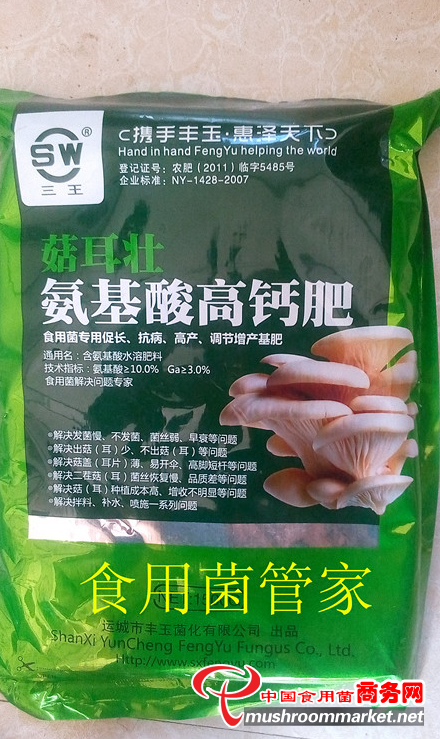 SW®
三王
⊂携手丰玉·惠泽天下⊃
Hand in hand FengYu helping the world
登记证号：农肥（2011）临字5485号
企业标准：NY-1428-2007
菇耳壮
氨基酸高钙肥
食用菌专用促长、抗病、高产、调节增产基肥
通用名：含氨基酸水溶肥料
技术指标：氨基酸≥10.0% Ga≥3.0%
食用菌解决问题专家
•解决发菌慢、不发菌、菌丝弱、早衰等问题
•解决出菇（耳）少、不出菇（耳）等问题
•解决菇盖（耳片）薄、易开伞、高脚短杆等问题
•解决二茬菇（耳）菌丝恢复慢、品质差等问题
•解决菇（耳）种植成本高、增收不明显等问题
•解决拌料、补水、喷施一系列问题
食用菌管家
运城市丰玉菌化有限公司 出品
ShanXi YunCheng FengYu Fungus Co., Ltd.
Http://www.sxfengyu.com
中国食用菌商务网
mushroommarket.net